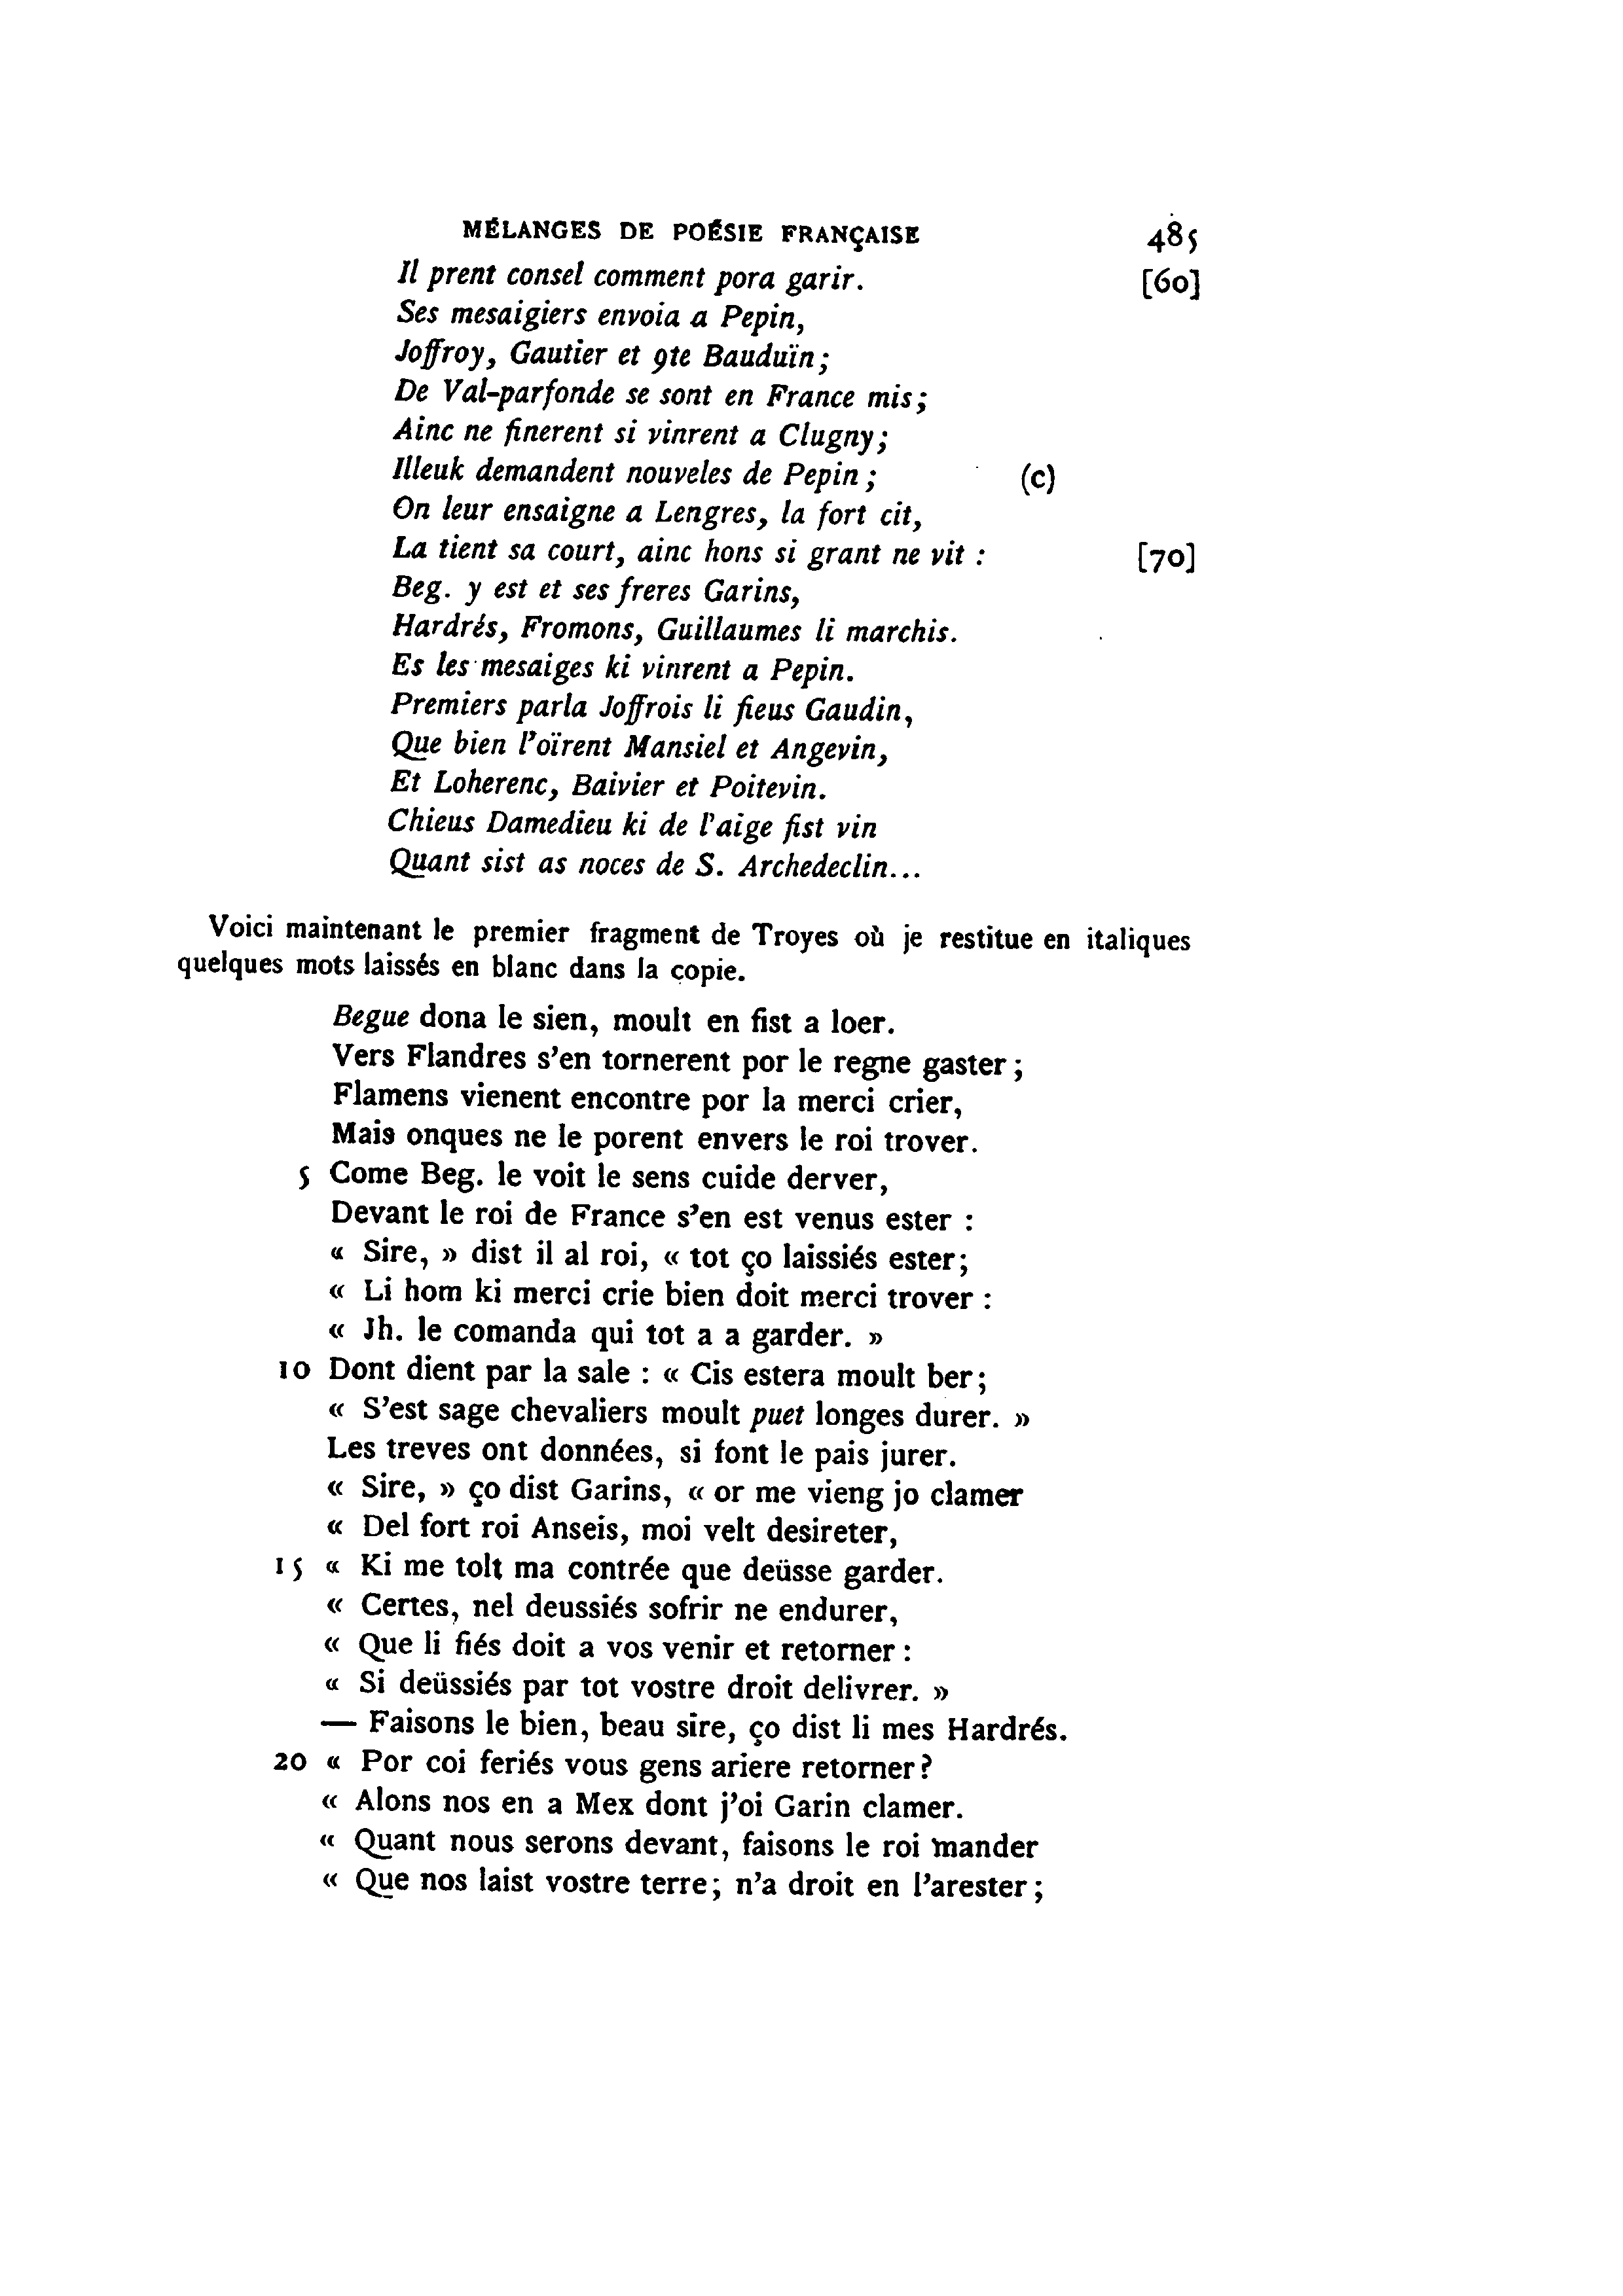 MÉLANGES DE POÉSIE FRANÇAISE 485
Il prent consel comment pora garir. [60]
Ses mesaigiers envoia a Pepin,
Joffroy, Gautier et ꝯte Bauduïn;
De Val-parfonde se sont en France mis;
Ainc ne finerent si vinrent a Clugny;
Illeuk demandent nouveles de Pepin; (c)
On leur ensaigne a Lengres, la fort cit,
La tient sa court, ainc hons si grant ne vit : [70]
Beg. y est et ses freres Garins,
Hardrés, Fromons, Guillaumes li marchis.
Es les mesaiges ki vinrent a Pepin.
Premiers parla Joffrois li fieus Gaudin,
Que bien l'oïrent Mansiel et Angevin,
Et Loherenc, Baivier et Poitevin.
Chieus Damedieu ki de l'aige fist vin
Quant sist as noces de S. Archedeclin...
Voici maintenant le premier fragment de Troyes où je restitue en italiques
quelques mots laissés en blanc dans la copie.
Begue dona le sien, moult en fist a loer.
Vers Flandres s'en tornerent por le regne gaster;
Flamens vienent encontre por la merci crier,
Mais onques ne le porent envers le roi trover.
5 Come Beg. le voit le sens cuide derver,
Devant le roi de France s'en est venus ester :
« Sire, » dist il al roi, « tot ço laissiés ester;
« Li hom ki merci crie bien doit merci trover :
« Jh. le comanda qui tot a a garder. »
10 Dont dient par la sale : « Cis estera moult ber;
« S'est sage chevaliers moult puet longes durer. »
Les treves ont données, si font le pais jurer.
« Sire, » ço dist Garins, « or me vieng jo clamer
« Del fort roi Anseis, moi velt desireter,
15 « Ki me tolt ma contrée que deüsse garder.
« Certes, nel deussiés sofrir ne endurer,
« Que li fiés doit a vos venir et retorner :
« Si deüssiés par tot vostre droit delivrer. »
— Faisons le bien, beau sire, ço dist li mes Hardrés.
20 « Por coi feriés vous gens ariere retorner?
« Alons nos en a Mex dont j'oi Garin clamer.
« Quant nous serons devant, faisons le roi mander
« Que nos laist vostre terre; n'a droit en l'arester;